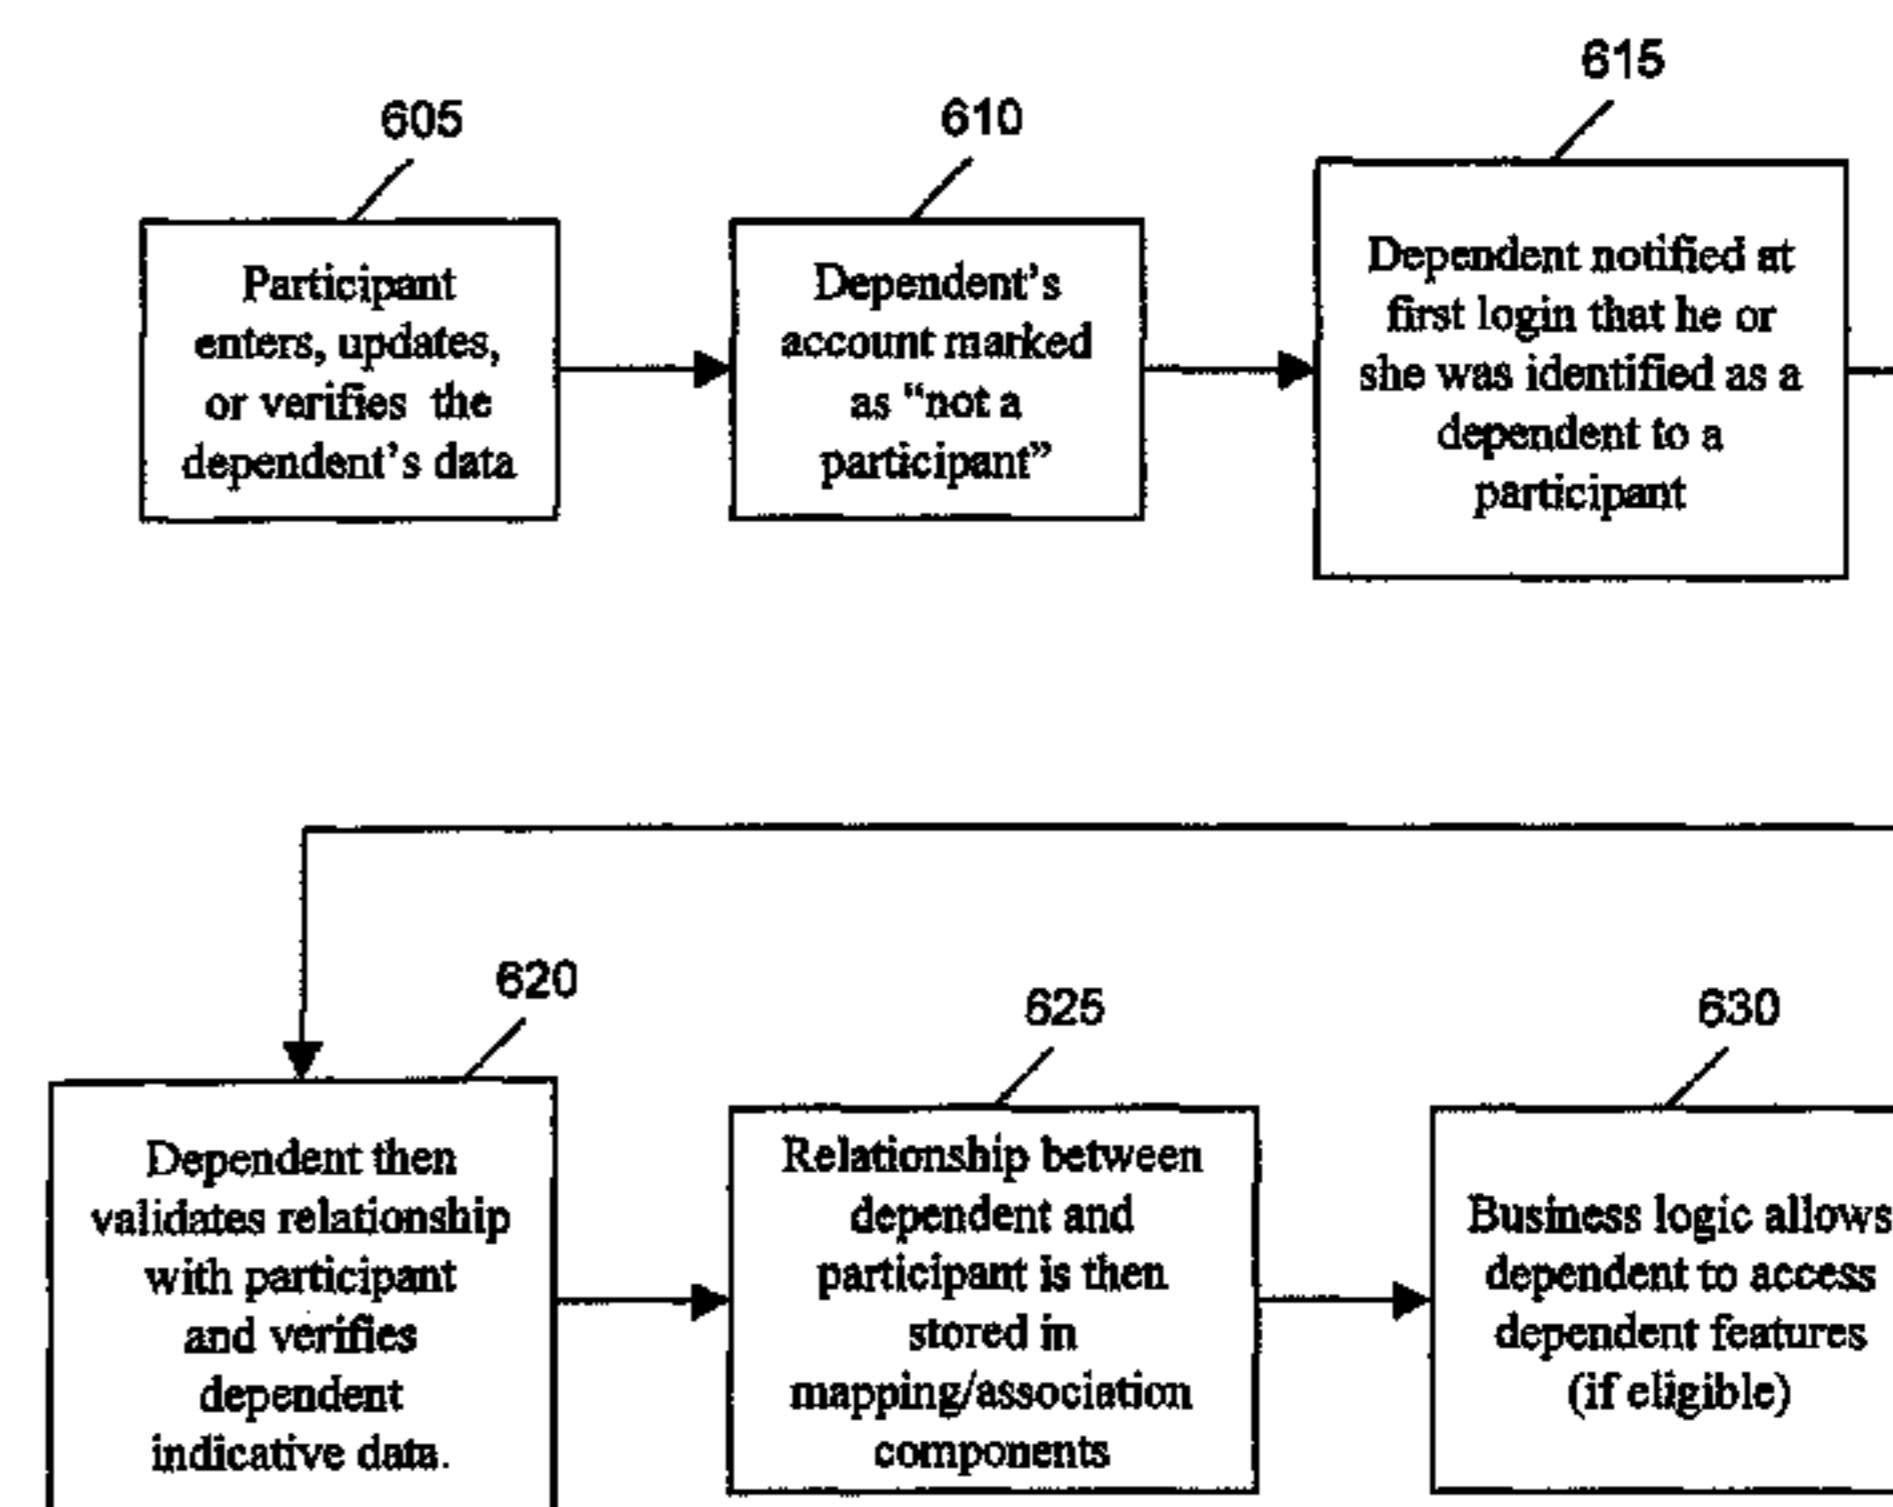 605
Participant
enters, updates,
or verifies the
dependent's data
610
Dependent's
account marked
as “not a
participant”
615
Dependent notified at
first login that he or
she was identified as a
dependent to a
participant
620
Dependent then
validates relationship
with participant
and verifies
dependent
indicative data.
625
Relationship between
dependent and
participant is then
stored in
mapping/association
components
630
Business logic allows
dependent to access
dependent features
(if eligible)